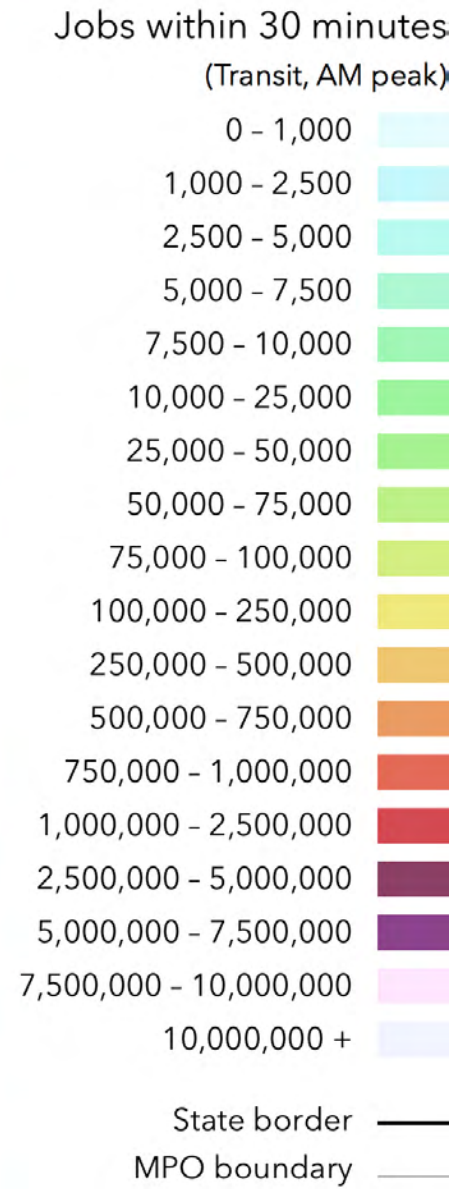 Jobs within 30 minutes
(Transit, AM peak)
0 – 1,000
1,000 – 2,500
2,500 – 5,000
5,000 – 7,500
7,500 – 10,000
10,000 – 25,000
25,000 – 50,000
50,000 – 75,000
75,000 – 100,000
100,000 – 250,000
250,000 – 500,000
500,000 – 750,000
750,000 – 1,000,000
1,000,000 – 2,500,000
2,500,000 – 5,000,000
5,000,000 – 7,500,000
7,500,000 – 10,000,000
10,000,000 +
State border
MPO boundary